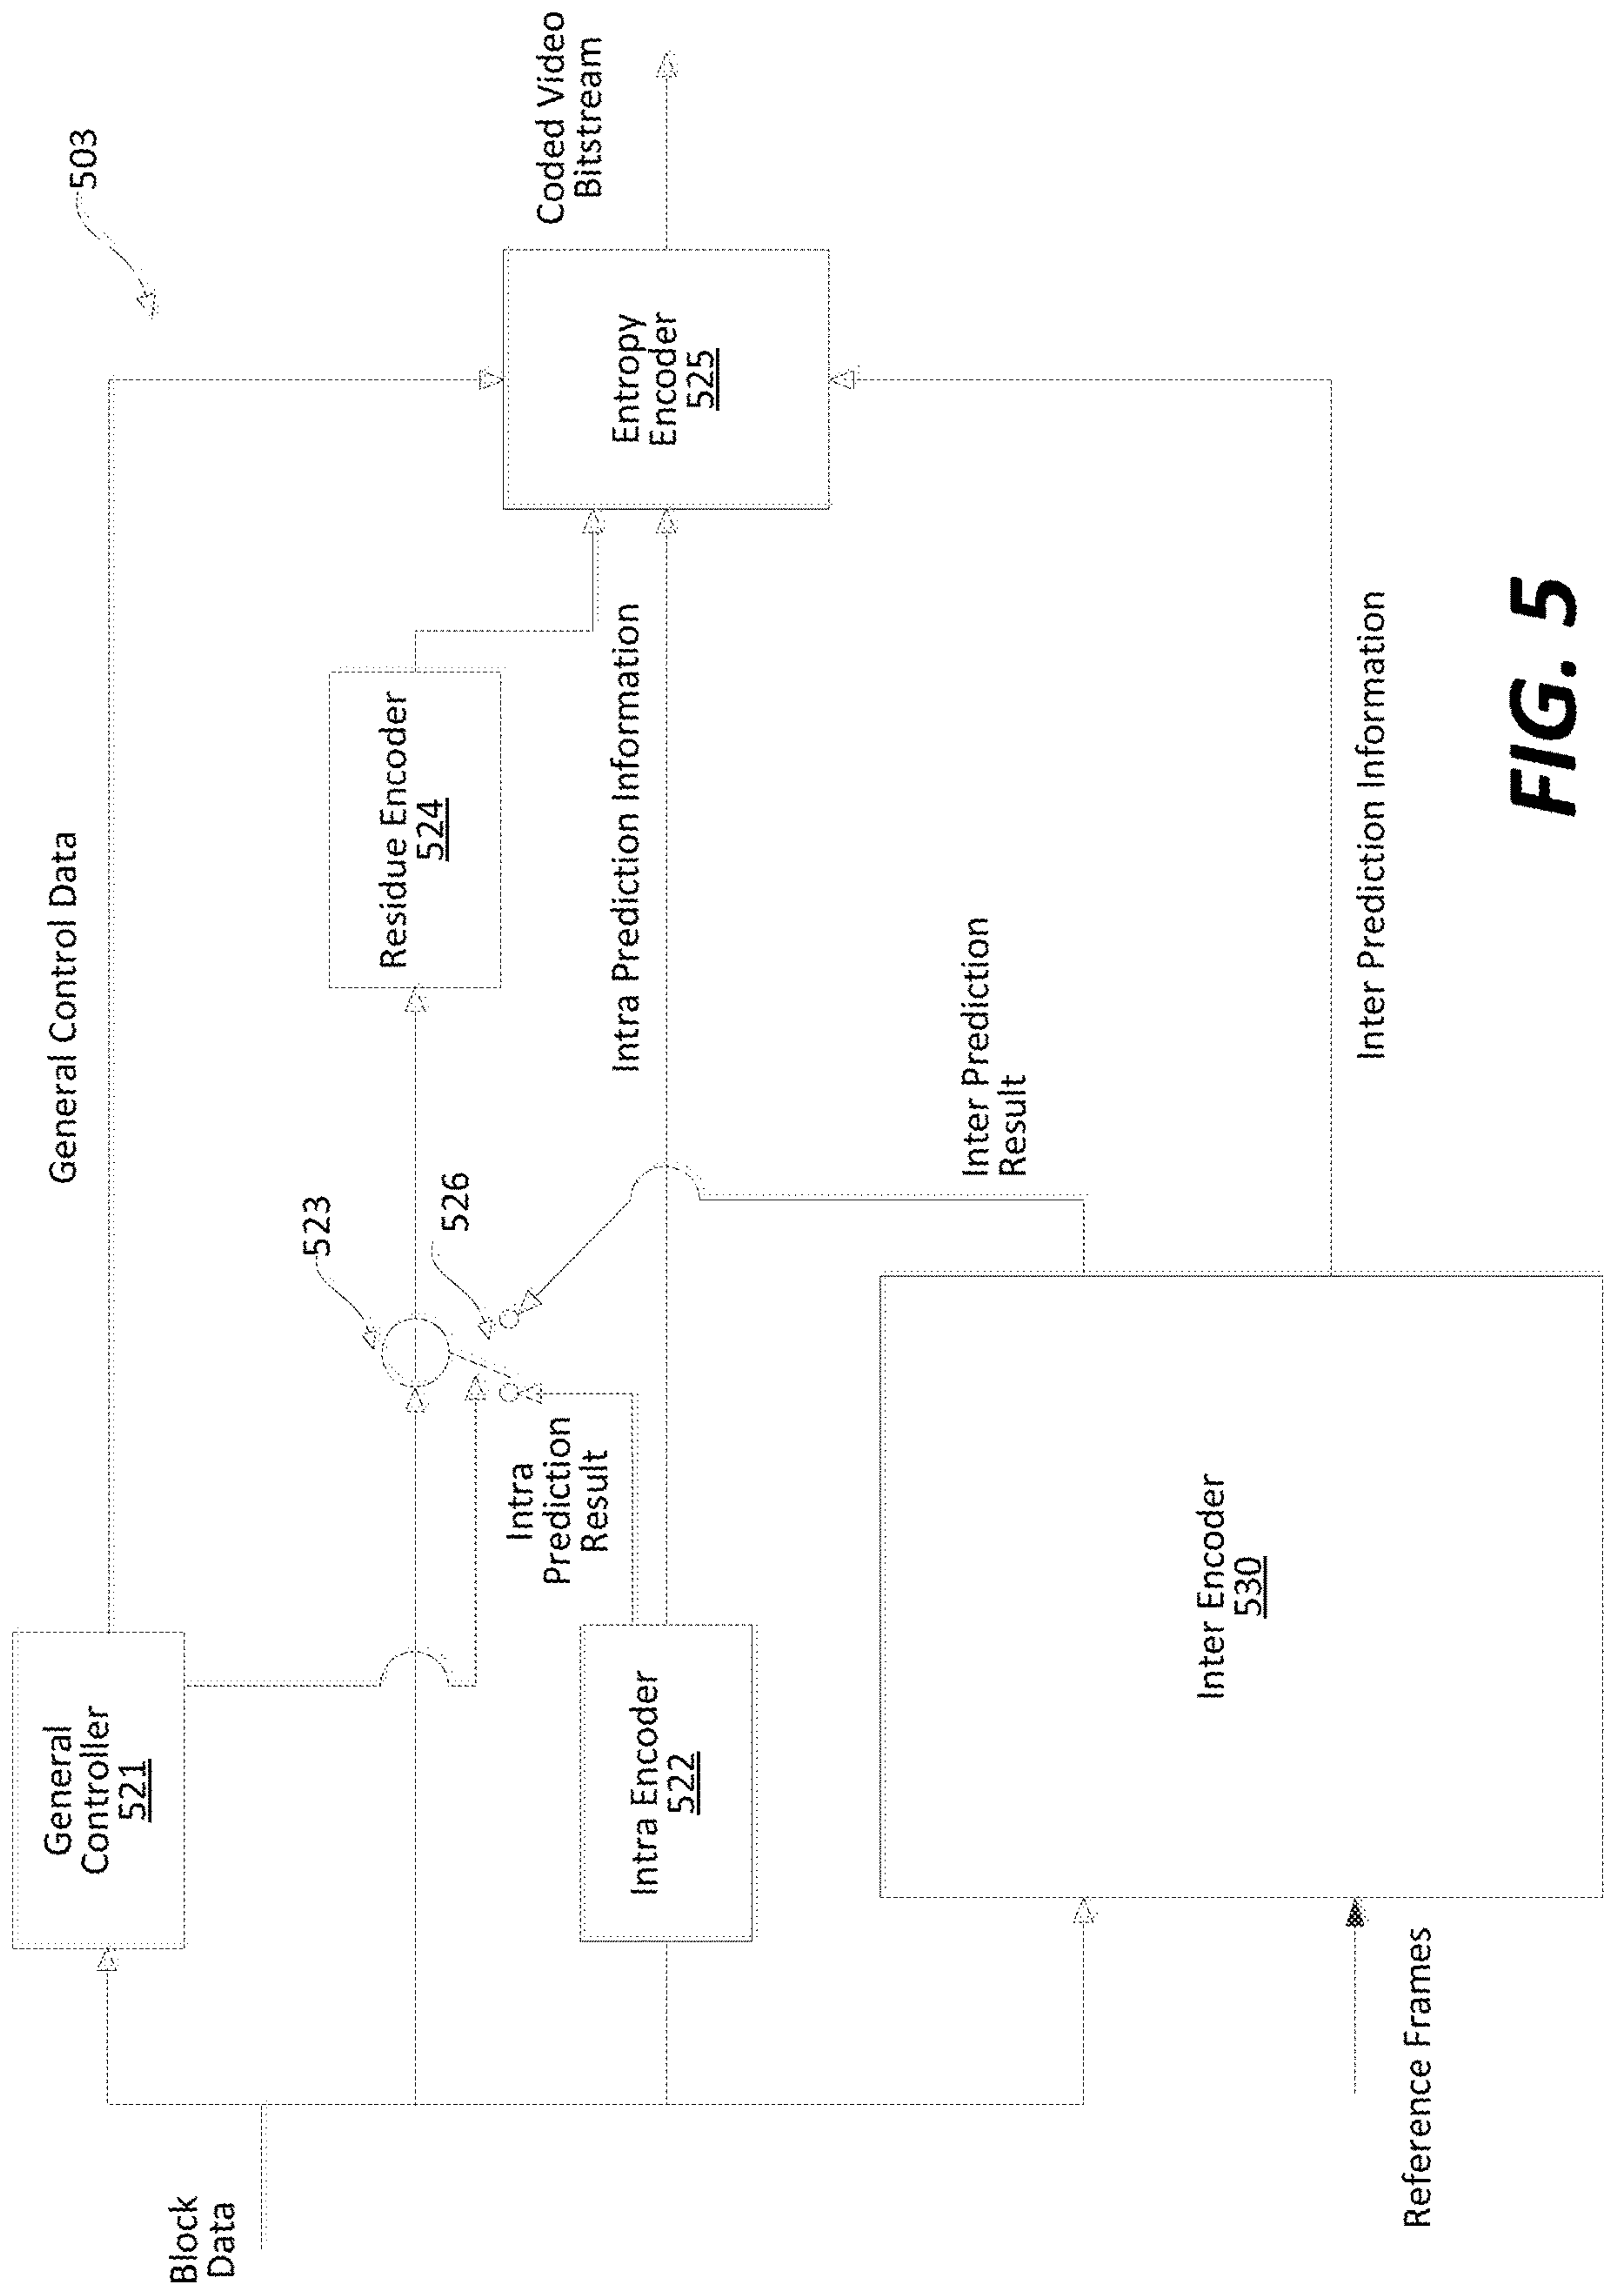 503
General Control Data
Coded Video
Bitstream
General
Controller
521
523
526
Residue Encoder
524
Entropy
Encoder
525
Block
Data
Intra
Prediction
Result
Intra Prediction Information
Intra Encoder
522
Inter Prediction
Result
Inter Encoder
530
Inter Prediction Information
Reference Frames
FIG. 5